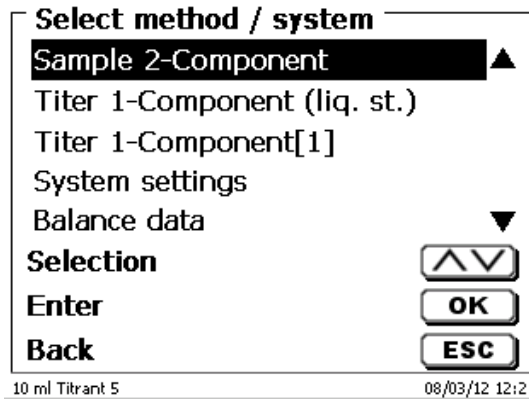 Select method / system
Sample 2-Component
Titer 1-Component (liq. st.)
Titer 1-Component[1]
System settings
Balance data
Selection
Enter OK
Back ESC
10 ml Titrant 5 08/03/12 12:2